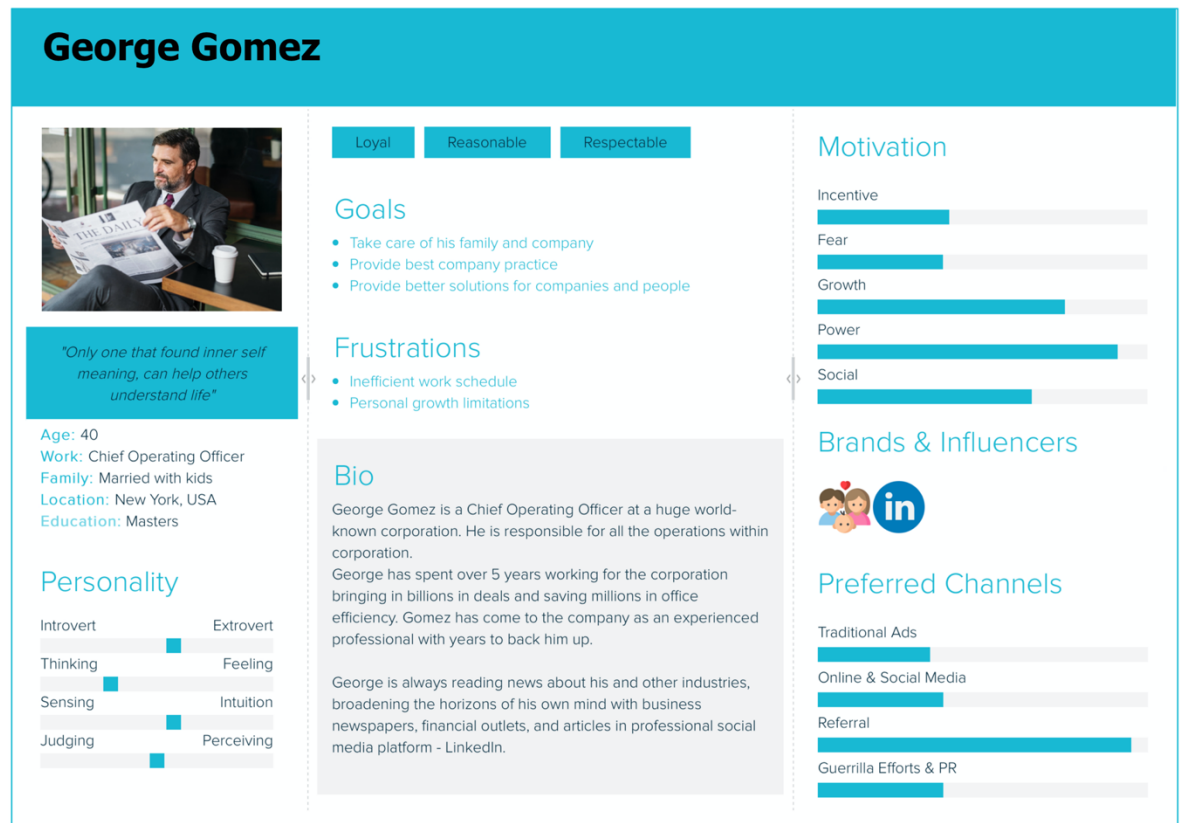 George Gomez
THE DAILY
"Only one that found inner self
meaning, can help others
understand life"
Age: 40
Work: Chief Operating Officer
Family: Married with kids
Location: New York, USA
Education: Masters
Personality
Introvert Extrovert
Thinking Feeling
Sensing Intuition
Judging Perceiving
Loyal Reasonable Respectable
Goals
Take care of his family and company
Provide best company practice
Provide better solutions for companies and people
Frustrations
Inefficient work schedule
Personal growth limitations
Bio
George Gomez is a Chief Operating Officer at a huge world-
known corporation. He is responsible for all the operations within
corporation.
George has spent over 5 years working for the corporation
bringing in billions in deals and saving millions in office
efficiency. Gomez has come to the company as an experienced
professional with years to back him up.
George is always reading news about his and other industries,
broadening the horizons of his own mind with business
newspapers, financial outlets, and articles in professional social
media platform - LinkedIn.
Motivation
Incentive
Fear
Growth
Power
Social
Brands & Influencers
in
Preferred Channels
Traditional Ads
Online & Social Media
Referral
Guerrilla Efforts & PR